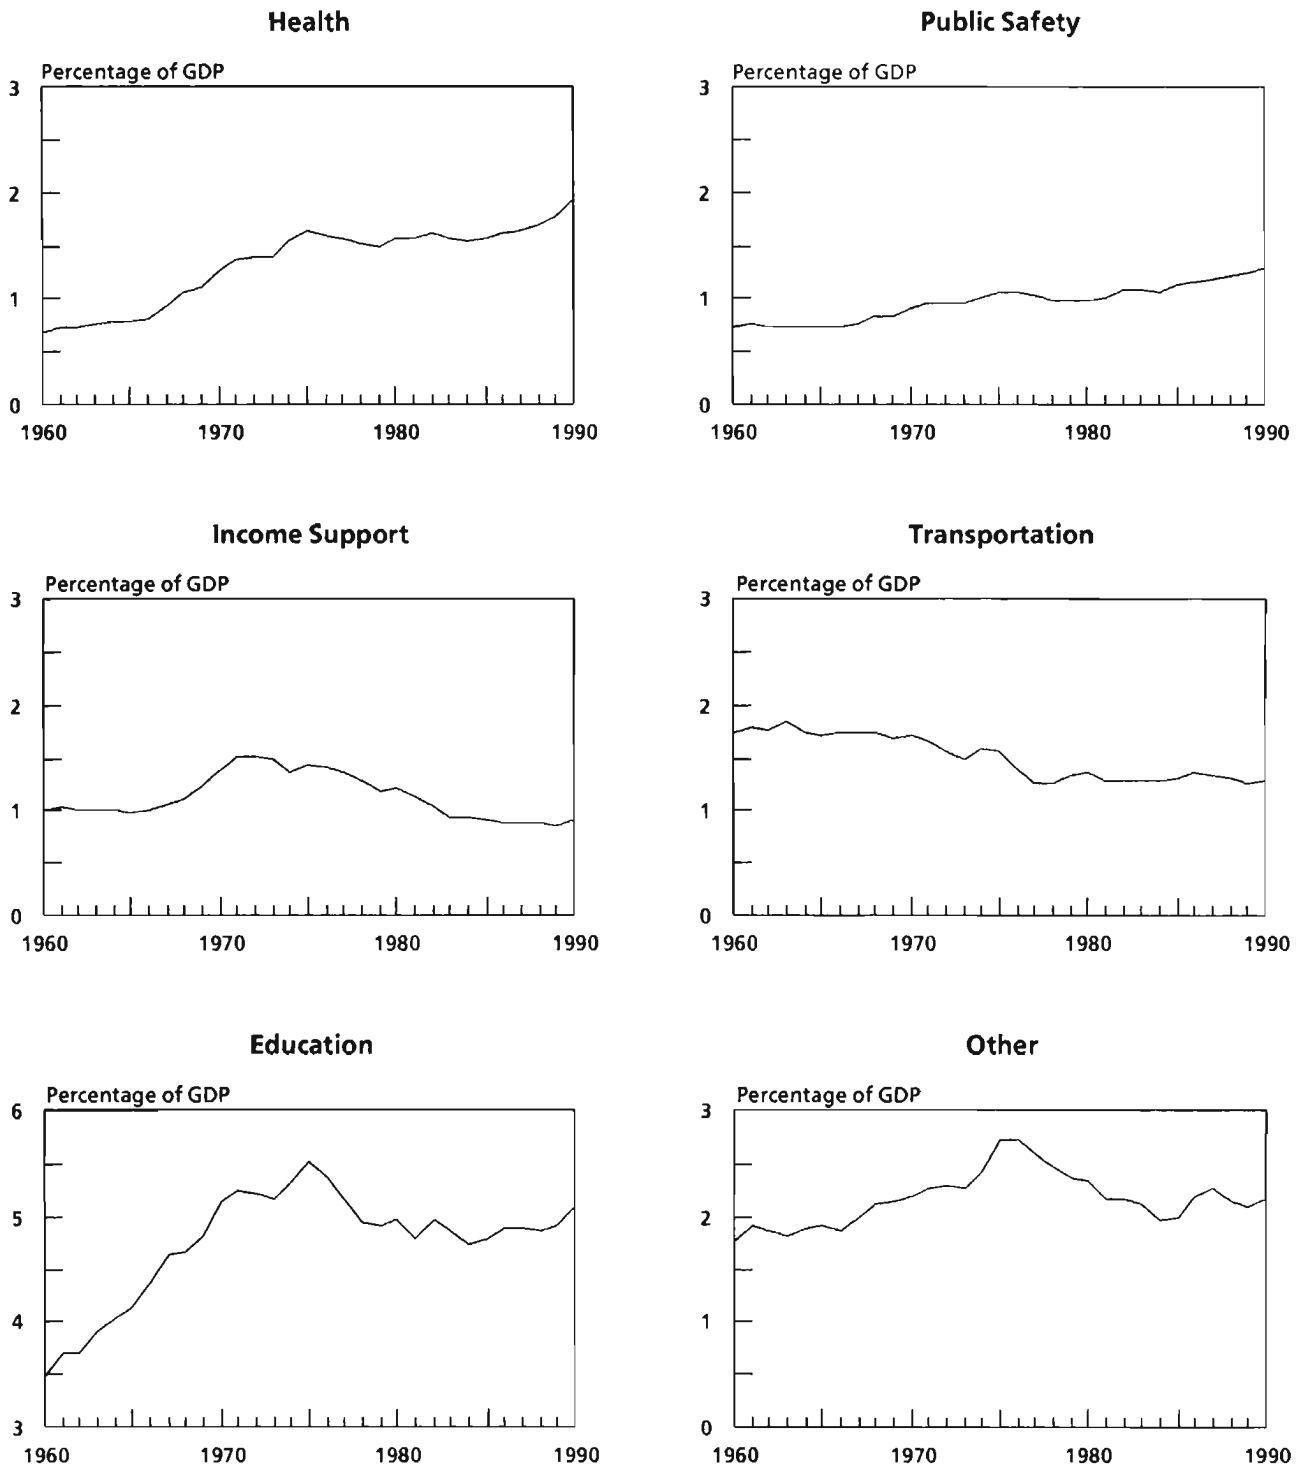 Health
Percentage of GDP
3
2
1
0
1960 1970 1980 1990
Public Safety
Percentage of GDP
3
2
1
0
1960 1970 1980 1990
Income Support
Percentage of GDP
3
2
1
0
1960 1970 1980 1990
Transportation
Percentage of GDP
3
2
1
0
1960 1970 1980 1990
Education
Percentage of GDP
6
5
4
3
1960 1970 1980 1990
Other
Percentage of GDP
3
2
1
0
1960 1970 1980 1990